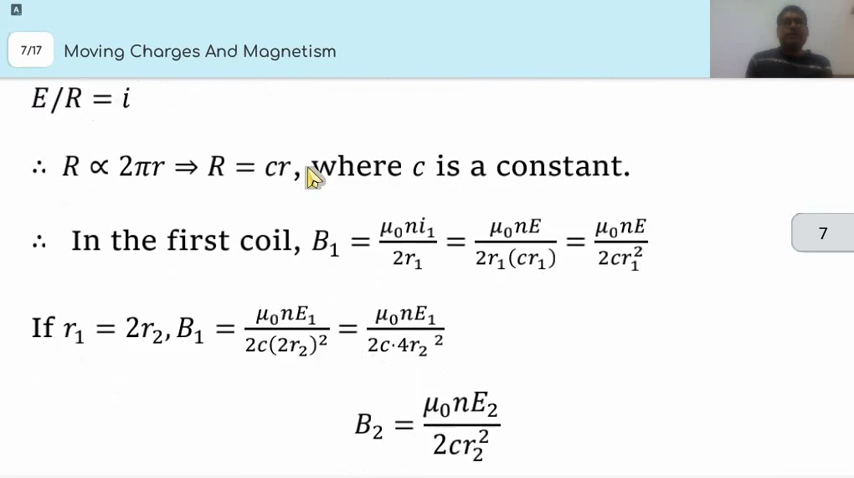 A
7/17 Moving Charges And Magnetism
E/R = i
∴ R ∝ 2πr ⇒ R = cr, where c is a constant.
∴ In the first coil, B₁ = μ₀ni₁/2r₁ = μ₀nE/2r₁(cr₁) = μ₀nE/2cr₁²
7
If r₁ = 2r₂, B₁ = μ₀nE₁/2c(2r₂)² = μ₀nE₁/2c·4r₂²
B₂ = μ₀nE₂/2cr₂²